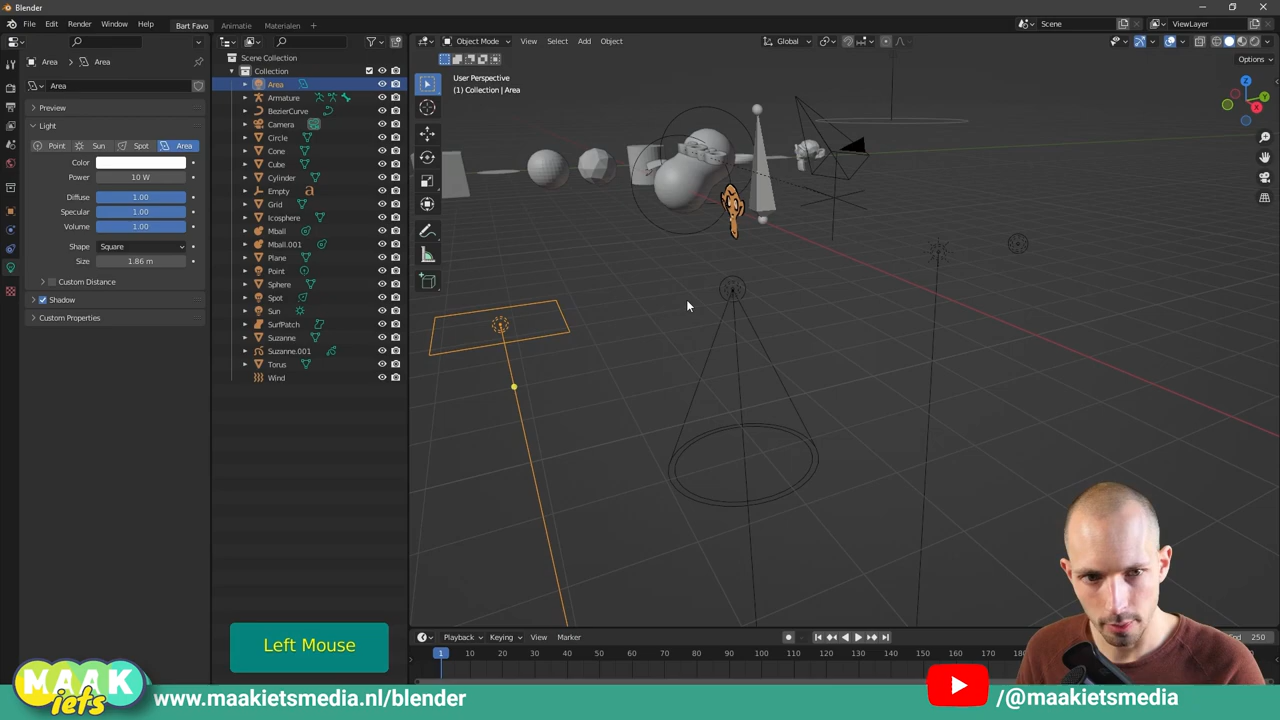 Blender
File Edit Render Window Help Bart Favo Animatie Materialen + Scene ViewLayer
Object Mode View Select Add Object Global Options
Area > Area
Area
Preview
Light
Point Sun Spot Area
Color
Power 10 W
Diffuse 1.00
Specular 1.00
Volume 1.00
Shape Square
Size 1.86 m
Custom Distance
Shadow
Custom Properties
Scene Collection
Collection
Area
Armature
BezierCurve
Camera
Circle
Cone
Cube
Cylinder
Empty a
Grid
Icosphere
Mball
Mball.001
Plane
Point
Sphere
Spot
Sun
SurfPatch
Suzanne
Suzanne.001
Torus
Wind
User Perspective
(1) Collection | Area
Z
Y
X
Left Mouse
Playback Keying View Marker End 250
1 10 20 30 40 50 60 70 80 90 100 110 120 130 140 150 160 170 180
MAAK
iets
www.maakietsmedia.nl/blender
/@maakietsmedia